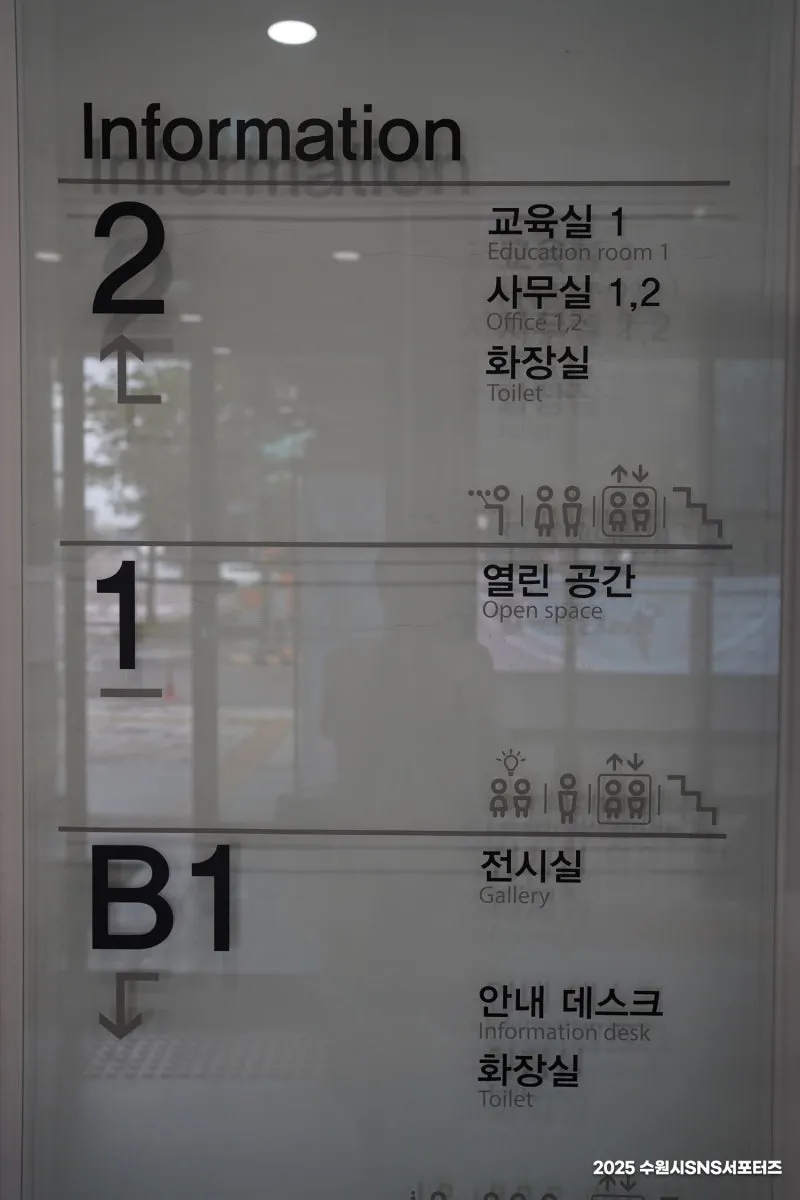 Information
2
교육실 1
Education room 1
사무실 1,2
Office 1,2
화장실
Toilet
1
열린 공간
Open space
B1
전시실
Gallery
안내 데스크
Information desk
화장실
Toilet
2025 수원시SNS서포터즈